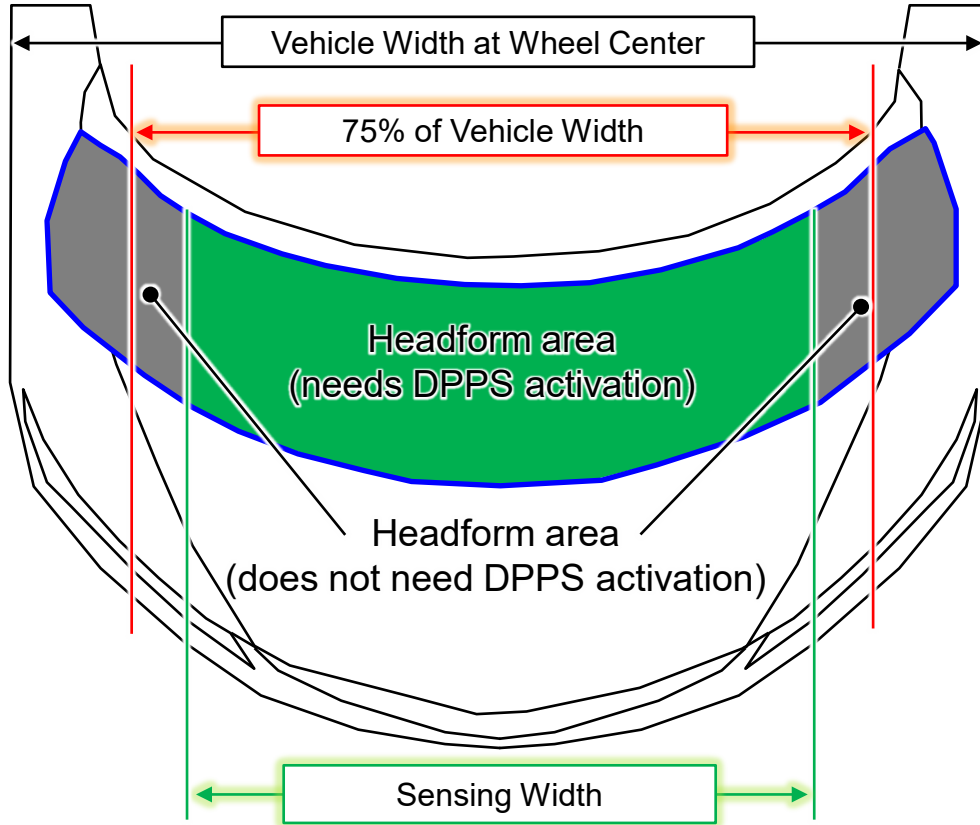 Vehicle Width at Wheel Center
75% of Vehicle Width
Headform area
(needs DPPS activation)
Headform area
(does not need DPPS activation)
Sensing Width